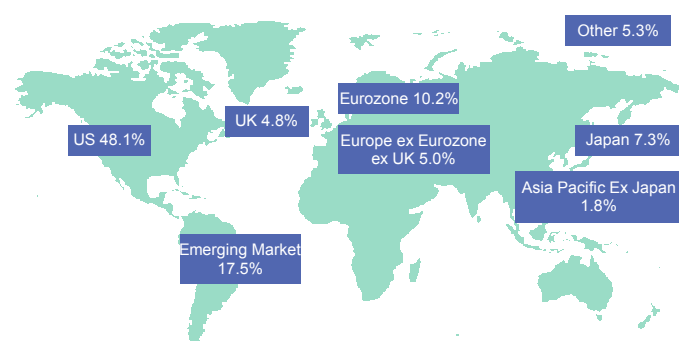 Other 5.3%
Eurozone 10.2%
UK 4.8%
US 48.1%
Europe ex Eurozone
ex UK 5.0%
Japan 7.3%
Asia Pacific Ex Japan
1.8%
Emerging Market
17.5%